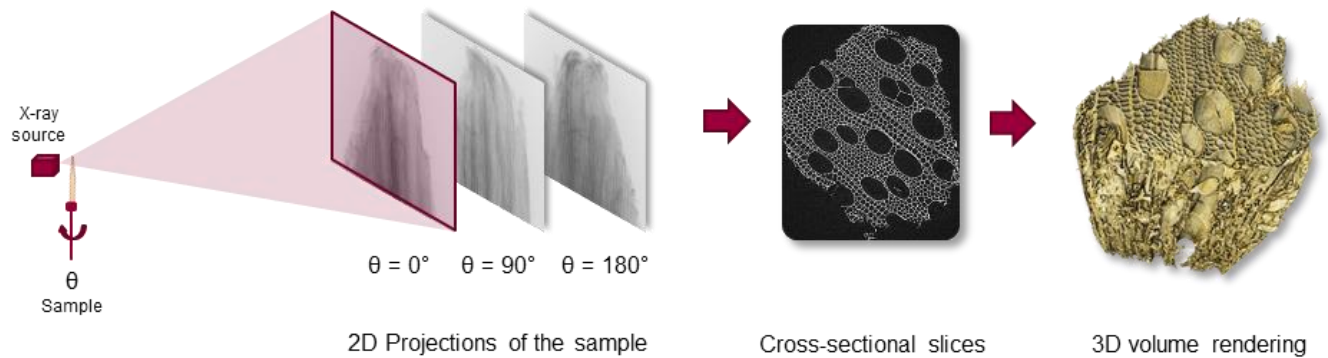 X-ray
source
θ
Sample
θ = 0°
θ = 90°
θ = 180°
2D Projections of the sample
Cross-sectional slices
3D volume rendering